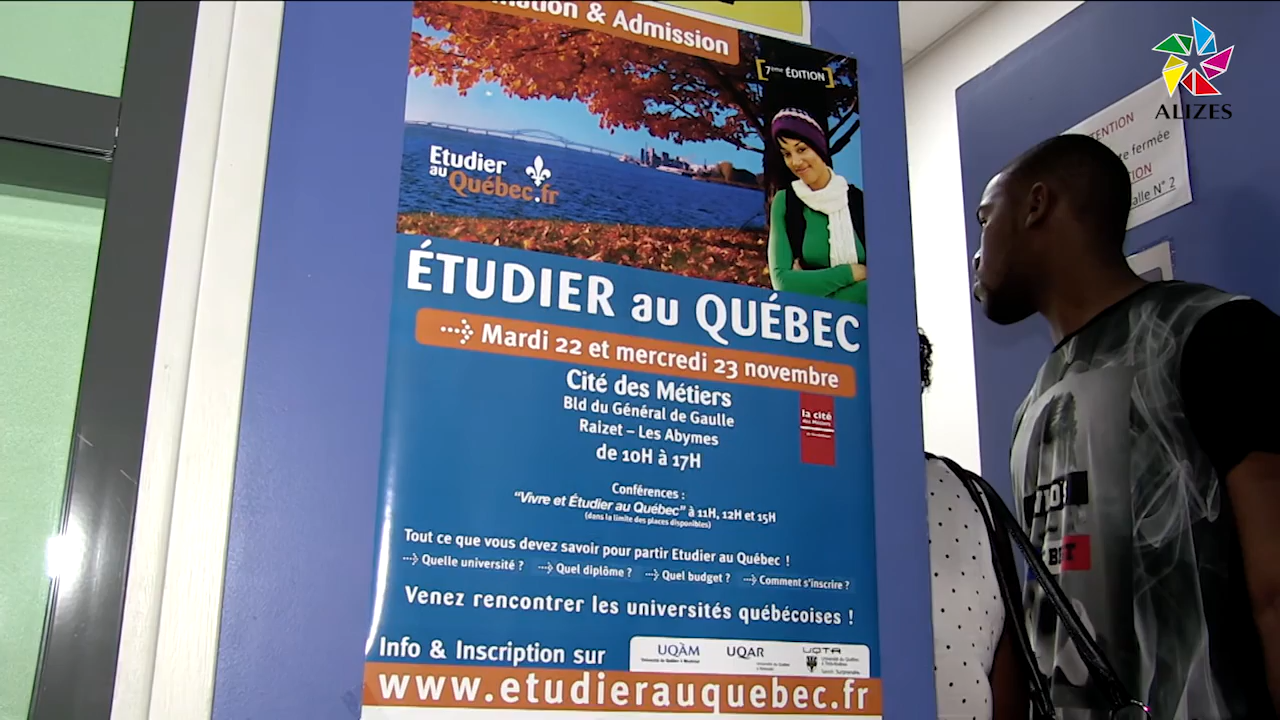 & Admission
[7ème ÉDITION]
ALIZES
Etudier
au Québec.fr
ÉTUDIER au QUÉBEC
Mardi 22 et mercredi 23 novembre
Cité des Métiers
Bld du Général de Gaulle
Raizet – Les Abymes
de 10H à 17H
la cité
des Métiers
Conférences :
“Vivre et Étudier au Québec” à 11H, 12H et 15H
(dans la limite des places disponibles)
Tout ce que vous devez savoir pour partir Etudier au Québec !
Quelle université ? Quel diplôme ? Quel budget ? Comment s'inscrire ?
Venez rencontrer les universités québécoises !
Info & Inscription sur
UQÀM UQAR UQTR
Université du Québec à Montréal
www.etudierauquebec.fr
fermée
N° 2